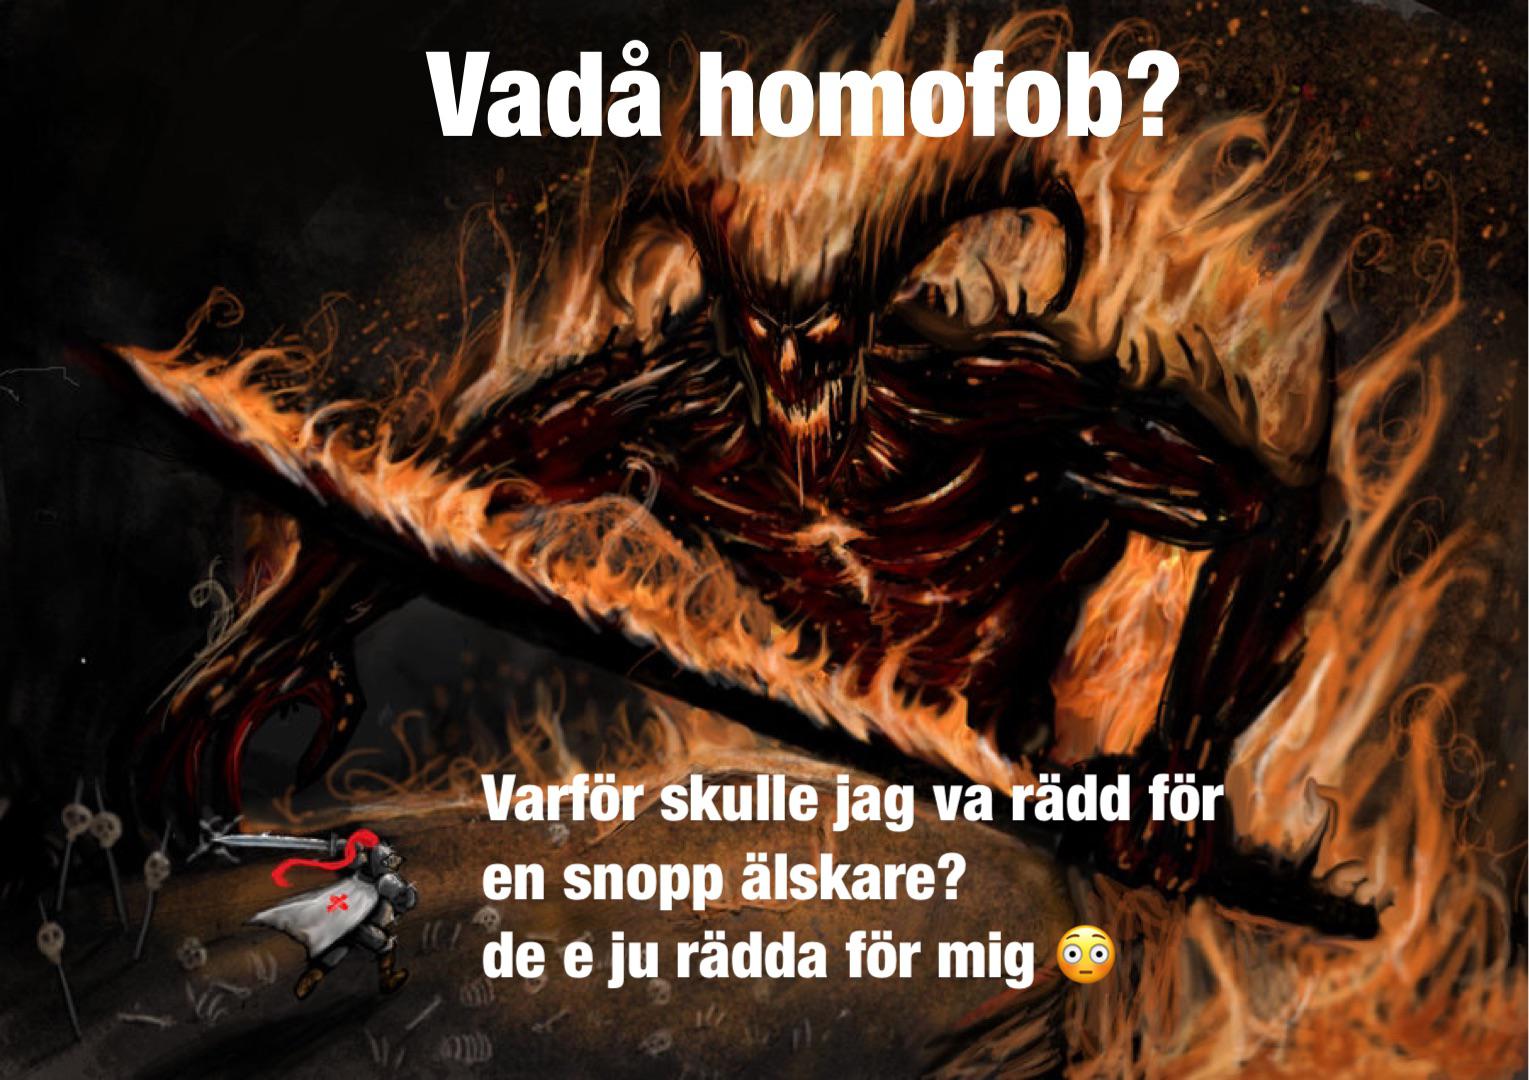 Vadå homofob?
Varför skulle jag va rädd för
en snopp älskare?
de e ju rädda för mig 😳